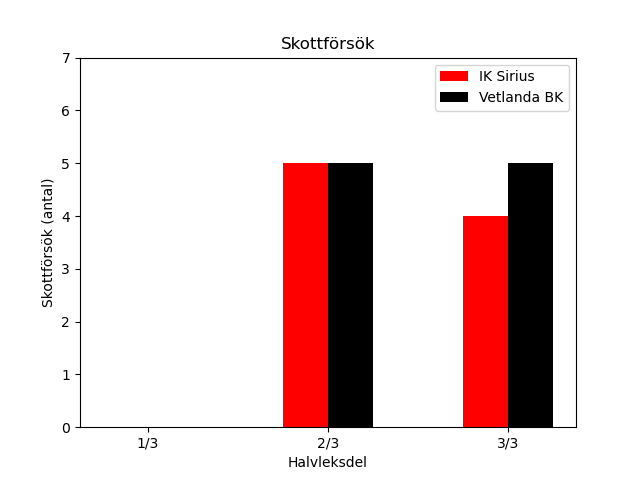 Skottförsök
IK Sirius
Vetlanda BK
Skottförsök (antal)
7
6
5
4
3
2
1
0
1/3
2/3
3/3
Halvleksdel